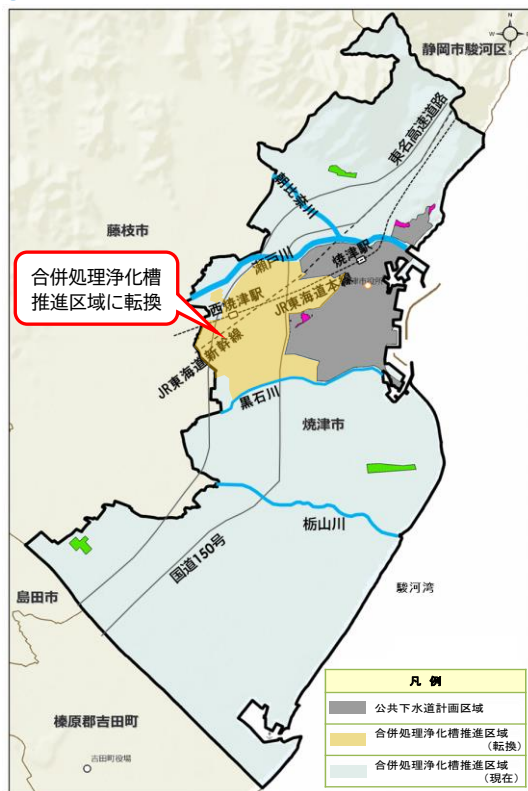 N
W
E
S
静岡市駿河区
東名高速道路
朝比奈川
藤枝市
瀬戸川
焼津駅
合併処理浄化槽
推進区域に転換
西焼津駅
JR東海道本線
JR東海道新幹線
黒石川
焼津市
栃山川
国道150号
駿河湾
島田市
榛原郡吉田町
吉田町役場
凡 例
公共下水道計画区域
合併処理浄化槽推進区域
(転換)
合併処理浄化槽推進区域
(現在)